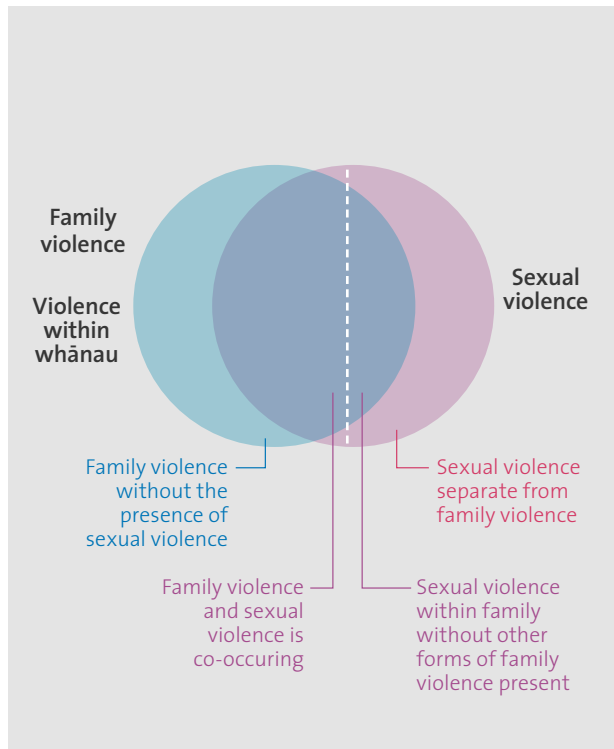 Family
violence
Violence
within
whānau
Sexual
violence
Family violence
without the
presence of
sexual violence
Sexual violence
separate from
family violence
Family violence
and sexual
violence is
co-occuring
Sexual violence
within family
without other
forms of family
violence present